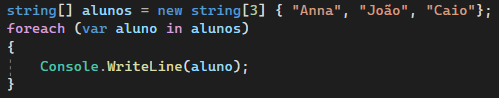 string[] alunos = new string[3] { "Anna", "João", "Caio"};
foreach (var aluno in alunos)
{
    Console.WriteLine(aluno);
}